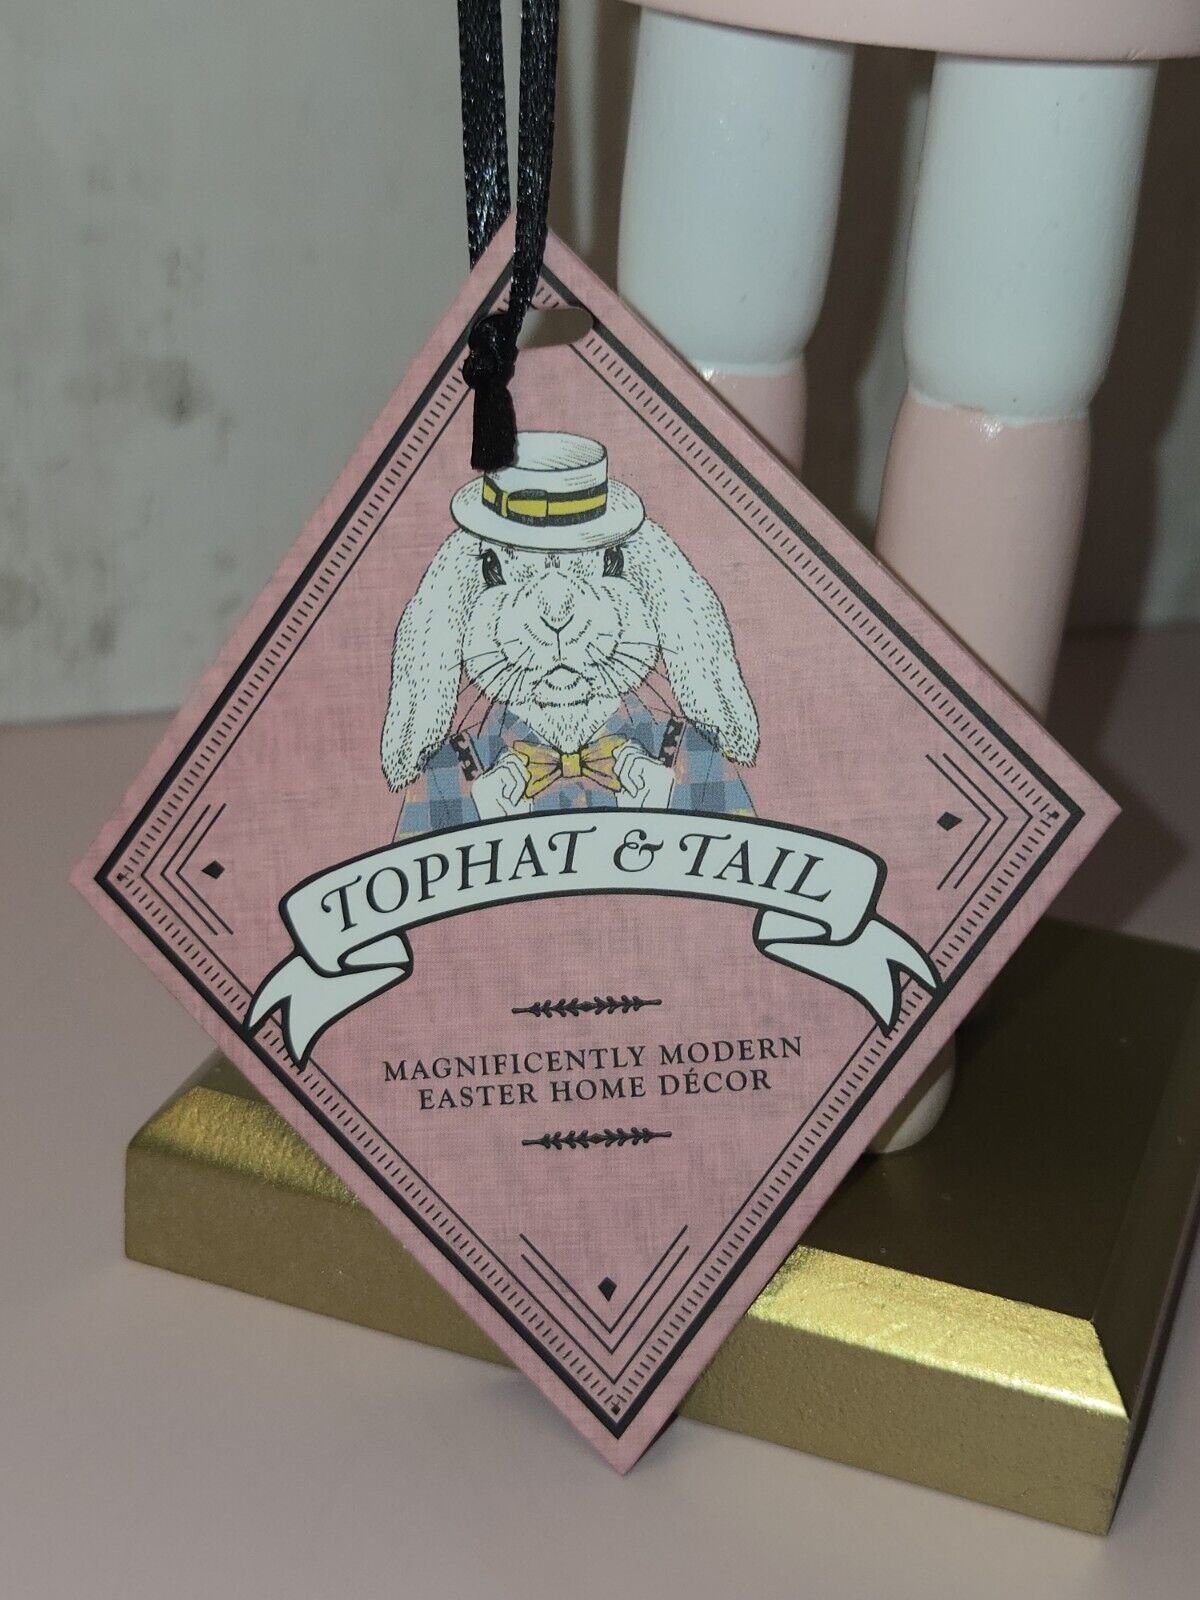 TOPHAT & TAIL
MAGNIFICENTLY MODERN
EASTER HOME DÉCOR